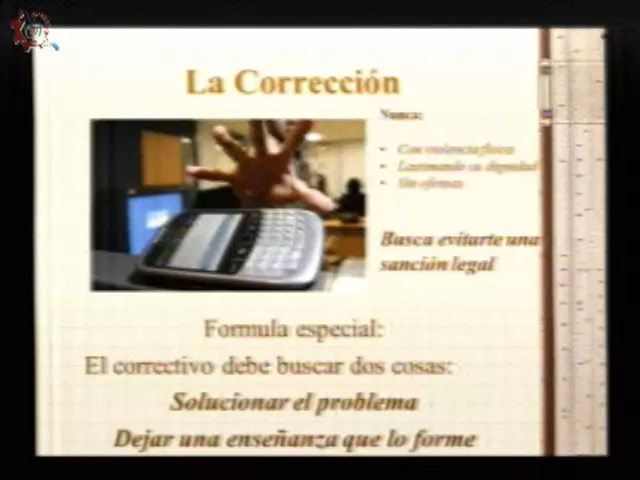 La Corrección
Nunca:
• Con violencia física
• Lastimando su dignidad
• Sin ofensas
Busca evitarte una
sanción legal
Formula especial:
El correctivo debe buscar dos cosas:
Solucionar el problema
Dejar una enseñanza que lo forme